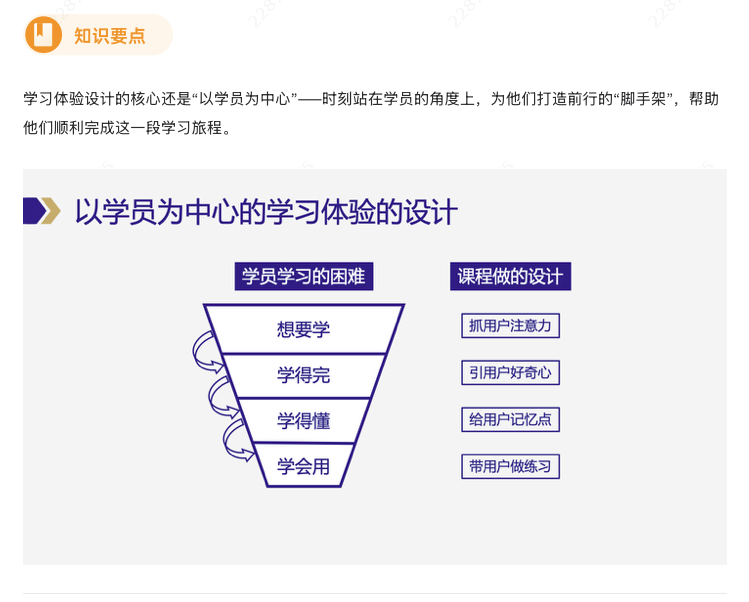 知识要点
学习体验设计的核心还是“以学员为中心”——时刻站在学员的角度上，为他们打造前行的“脚手架”，帮助
他们顺利完成这一段学习旅程。
以学员为中心的学习体验的设计
学员学习的困难
课程做的设计
想要学
抓用户注意力
学得完
引用户好奇心
学得懂
给用户记忆点
学会用
带用户做练习